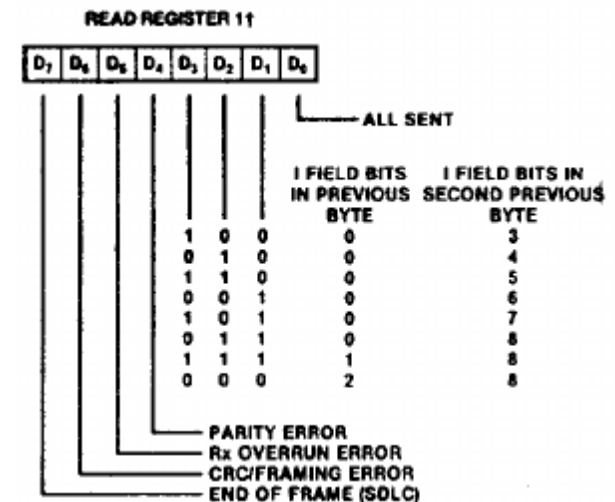 READ REGISTER 1†
D7 D6 D5 D4 D3 D2 D1 D0
ALL SENT
I FIELD BITS I FIELD BITS IN
IN PREVIOUS SECOND PREVIOUS
BYTE BYTE
1 0 0 0 3
0 1 0 0 4
1 1 0 0 5
0 0 1 0 6
1 0 1 0 7
0 1 1 0 8
1 1 1 1 8
0 0 0 2 8
PARITY ERROR
Rx OVERRUN ERROR
CRC/FRAMING ERROR
END OF FRAME (SDLC)